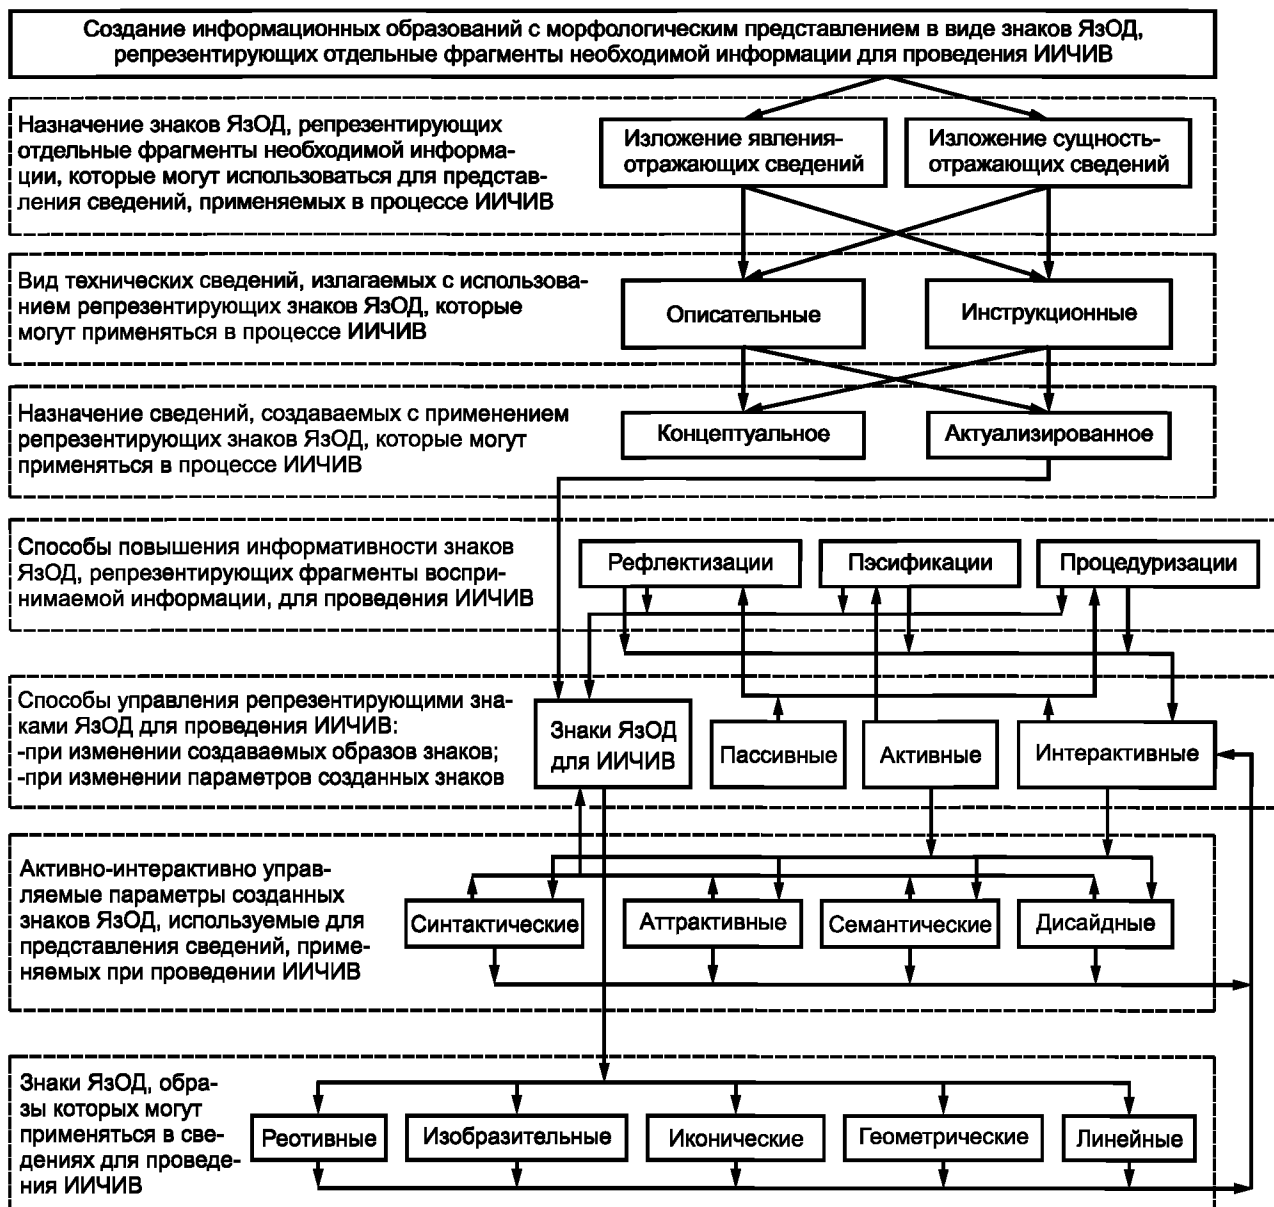 Создание информационных образований с морфологическим представлением в виде знаков ЯзОД,
репрезентирующих отдельные фрагменты необходимой информации для проведения ИИЧИВ
Назначение знаков ЯзОД, репрезентирующих
отдельные фрагменты необходимой информа-
ции, которые могут использоваться для представ-
ления сведений, применяемых в процессе ИИЧИВ
Изложение явления-
отражающих сведений
Изложение сущность-
отражающих сведений
Вид технических сведений, излагаемых с использова-
нием репрезентирующих знаков ЯзОД, которые
могут применяться в процессе ИИЧИВ
Описательные
Инструкционные
Назначение сведений, создаваемых с применением
репрезентирующих знаков ЯзОД, которые могут
применяться в процессе ИИЧИВ
Концептуальное
Актуализированное
Способы повышения информативности знаков
ЯзОД, репрезентирующих фрагменты воспри-
нимаемой информации, для проведения ИИЧИВ
Рефлектизации
Пэсификации
Процедуризации
Способы управления репрезентирующими зна-
ками ЯзОД для проведения ИИЧИВ:
-при изменении создаваемых образов знаков;
-при изменении параметров созданных знаков
Знаки ЯзОД
для ИИЧИВ
Пассивные
Активные
Интерактивные
Активно-интерактивно управ-
ляемые параметры созданных
знаков ЯзОД, используемые для
представления сведений, приме-
няемых при проведении ИИЧИВ
Синтактические
Аттрактивные
Семантические
Дисайдные
Знаки ЯзОД, обра-
зы которых могут
применяться в све-
дениях для проведе-
ния ИИЧИВ
Реотивные
Изобразительные
Иконические
Геометрические
Линейные